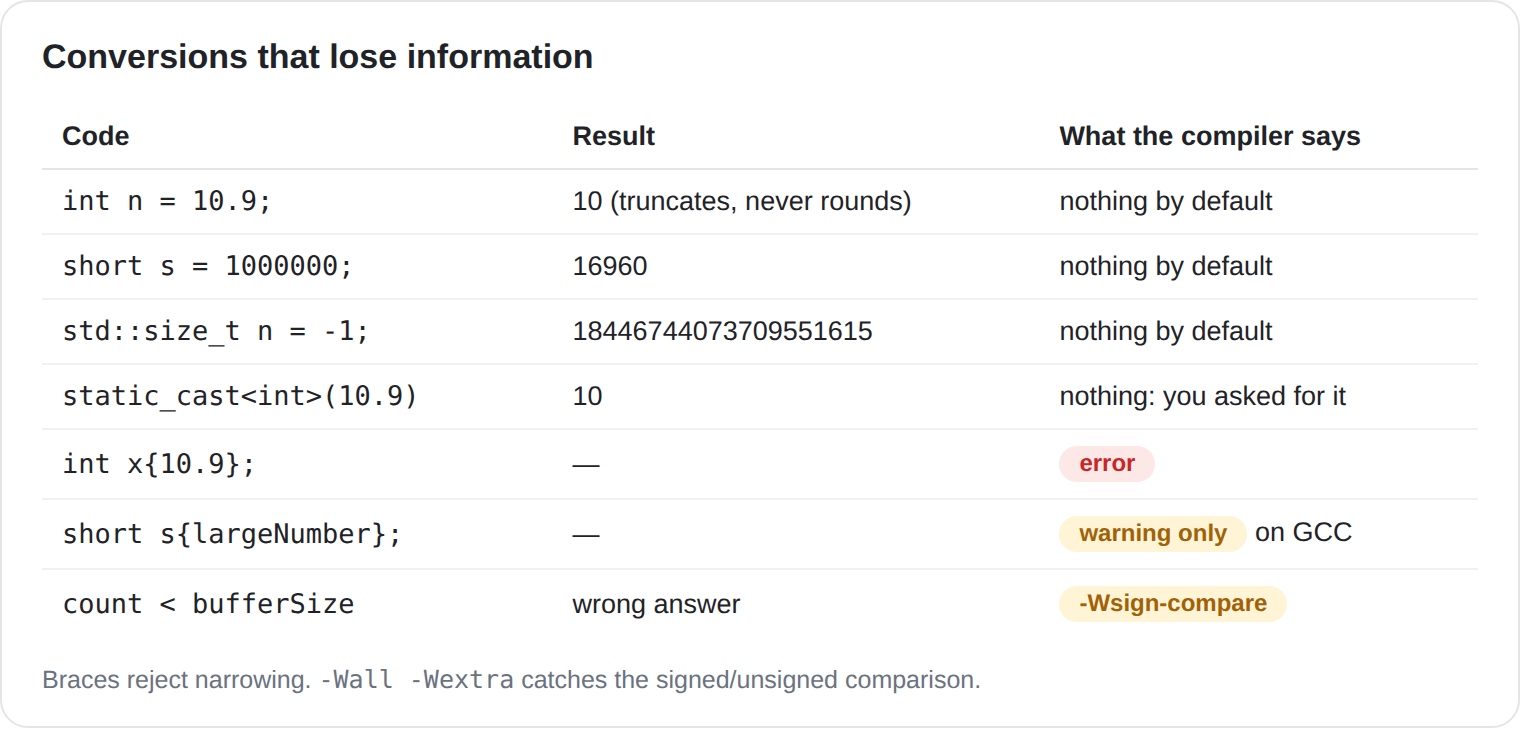 Conversions that lose information
Code Result What the compiler says
int n = 10.9; 10 (truncates, never rounds) nothing by default
short s = 1000000; 16960 nothing by default
std::size_t n = -1; 18446744073709551615 nothing by default
static_cast<int>(10.9) 10 nothing: you asked for it
int x{10.9}; — error
short s{largeNumber}; — warning only on GCC
count < bufferSize wrong answer -Wsign-compare
Braces reject narrowing. -Wall -Wextra catches the signed/unsigned comparison.